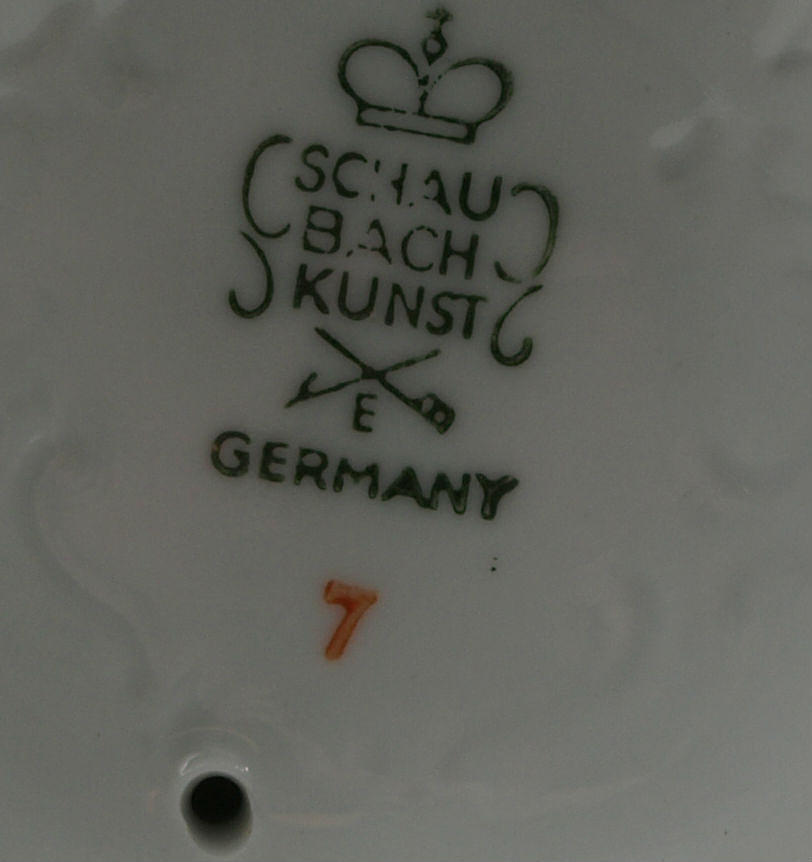 SCHAU
BACH
KUNST
E
GERMANY
7